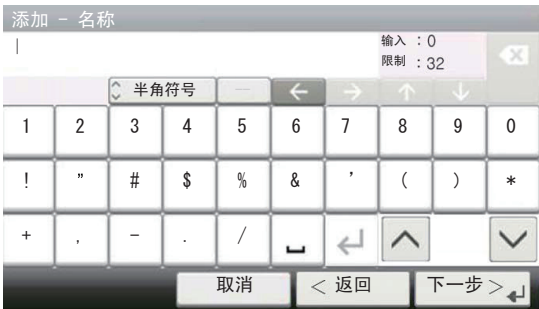 添加 - 名称
输入 : 0
限制 : 32
半角符号
1 2 3 4 5 6 7 8 9 0
! " # $ % & ' ( ) *
+ , - . /
取消 < 返回 下一步 >